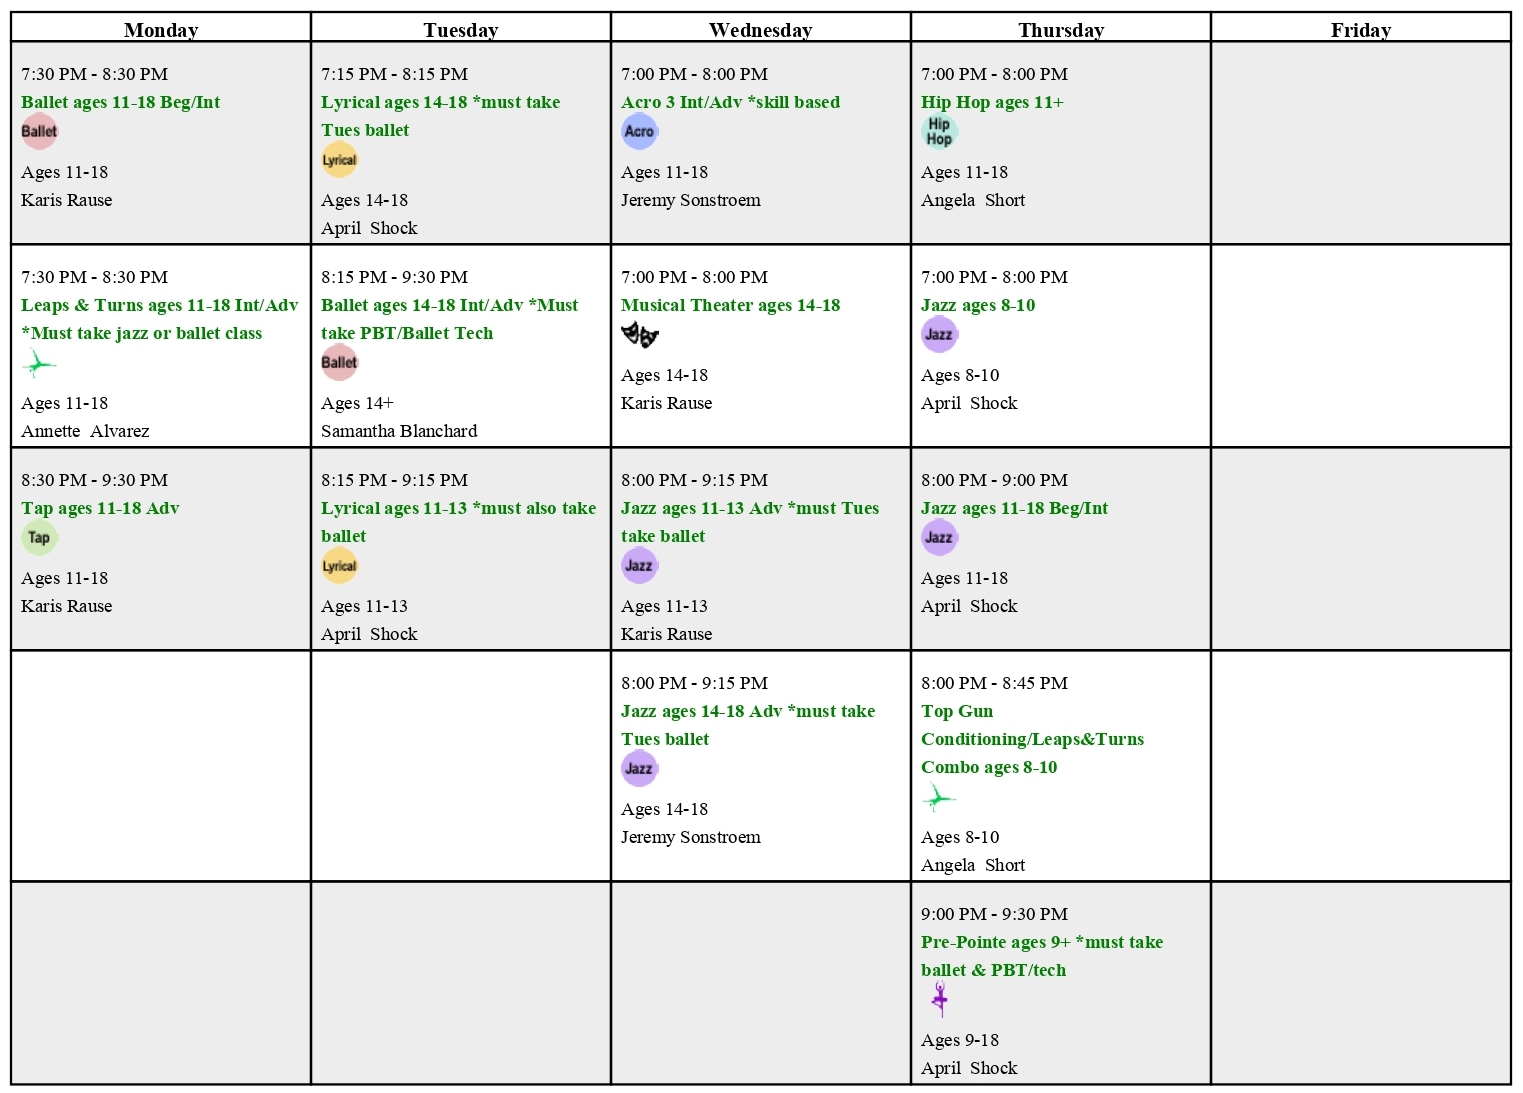 Monday
Tuesday
Wednesday
Thursday
Friday
7:30 PM - 8:30 PM
Ballet ages 11-18 Beg/Int
Ballet
Ages 11-18
Karis Rause
7:15 PM - 8:15 PM
Lyrical ages 14-18 *must take
Tues ballet
Lyrical
Ages 14-18
April  Shock
7:00 PM - 8:00 PM
Acro 3 Int/Adv *skill based
Acro
Ages 11-18
Jeremy Sonstroem
7:00 PM - 8:00 PM
Hip Hop ages 11+
Hip
Hop
Ages 11-18
Angela  Short
7:30 PM - 8:30 PM
Leaps & Turns ages 11-18 Int/Adv
*Must take jazz or ballet class
Ages 11-18
Annette  Alvarez
8:15 PM - 9:30 PM
Ballet ages 14-18 Int/Adv *Must
take PBT/Ballet Tech
Ballet
Ages 14+
Samantha Blanchard
7:00 PM - 8:00 PM
Musical Theater ages 14-18
Ages 14-18
Karis Rause
7:00 PM - 8:00 PM
Jazz ages 8-10
Jazz
Ages 8-10
April  Shock
8:30 PM - 9:30 PM
Tap ages 11-18 Adv
Tap
Ages 11-18
Karis Rause
8:15 PM - 9:15 PM
Lyrical ages 11-13 *must also take
ballet
Lyrical
Ages 11-13
April  Shock
8:00 PM - 9:15 PM
Jazz ages 11-13 Adv *must Tues
take ballet
Jazz
Ages 11-13
Karis Rause
8:00 PM - 9:00 PM
Jazz ages 11-18 Beg/Int
Jazz
Ages 11-18
April  Shock
8:00 PM - 9:15 PM
Jazz ages 14-18 Adv *must take
Tues ballet
Jazz
Ages 14-18
Jeremy Sonstroem
8:00 PM - 8:45 PM
Top Gun
Conditioning/Leaps&Turns
Combo ages 8-10
Ages 8-10
Angela  Short
9:00 PM - 9:30 PM
Pre-Pointe ages 9+ *must take
ballet & PBT/tech
Ages 9-18
April  Shock